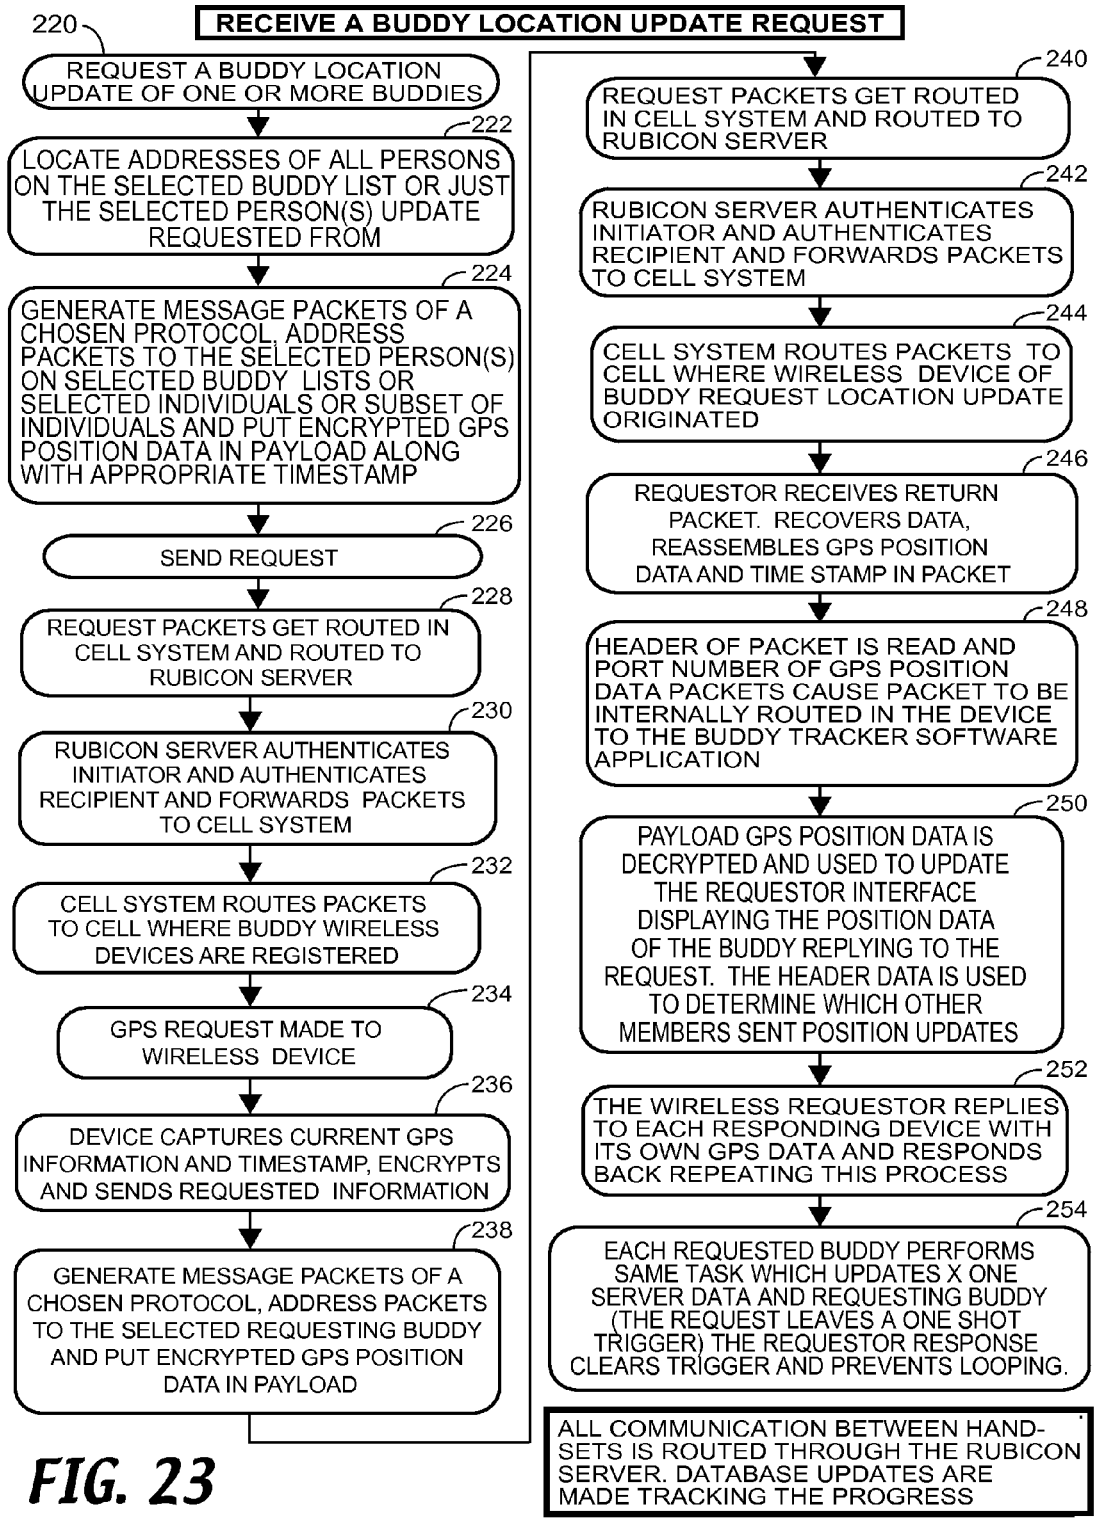 RECEIVE A BUDDY LOCATION UPDATE REQUEST
220
REQUEST A BUDDY LOCATION
UPDATE OF ONE OR MORE BUDDIES
222
LOCATE ADDRESSES OF ALL PERSONS
ON THE SELECTED BUDDY LIST OR JUST
THE SELECTED PERSON(S) UPDATE
REQUESTED FROM
224
GENERATE MESSAGE PACKETS OF A
CHOSEN PROTOCOL, ADDRESS
PACKETS TO THE SELECTED PERSON(S)
ON SELECTED BUDDY LISTS OR
SELECTED INDIVIDUALS OR SUBSET OF
INDIVIDUALS AND PUT ENCRYPTED GPS
POSITION DATA IN PAYLOAD ALONG
WITH APPROPRIATE TIMESTAMP
226
SEND REQUEST
228
REQUEST PACKETS GET ROUTED IN
CELL SYSTEM AND ROUTED TO
RUBICON SERVER
230
RUBICON SERVER AUTHENTICATES
INITIATOR AND AUTHENTICATES
RECIPIENT AND FORWARDS PACKETS
TO CELL SYSTEM
232
CELL SYSTEM ROUTES PACKETS
TO CELL WHERE BUDDY WIRELESS
DEVICES ARE REGISTERED
234
GPS REQUEST MADE TO
WIRELESS DEVICE
236
DEVICE CAPTURES CURRENT GPS
INFORMATION AND TIMESTAMP, ENCRYPTS
AND SENDS REQUESTED INFORMATION
238
GENERATE MESSAGE PACKETS OF A
CHOSEN PROTOCOL, ADDRESS PACKETS
TO THE SELECTED REQUESTING BUDDY
AND PUT ENCRYPTED GPS POSITION
DATA IN PAYLOAD
240
REQUEST PACKETS GET ROUTED
IN CELL SYSTEM AND ROUTED TO
RUBICON SERVER
242
RUBICON SERVER AUTHENTICATES
INITIATOR AND AUTHENTICATES
RECIPIENT AND FORWARDS PACKETS
TO CELL SYSTEM
244
CELL SYSTEM ROUTES PACKETS TO
CELL WHERE WIRELESS DEVICE OF
BUDDY REQUEST LOCATION UPDATE
ORIGINATED
246
REQUESTOR RECEIVES RETURN
PACKET. RECOVERS DATA,
REASSEMBLES GPS POSITION
DATA AND TIME STAMP IN PACKET
248
HEADER OF PACKET IS READ AND
PORT NUMBER OF GPS POSITION
DATA PACKETS CAUSE PACKET TO BE
INTERNALLY ROUTED IN THE DEVICE
TO THE BUDDY TRACKER SOFTWARE
APPLICATION
250
PAYLOAD GPS POSITION DATA IS
DECRYPTED AND USED TO UPDATE
THE REQUESTOR INTERFACE
DISPLAYING THE POSITION DATA
OF THE BUDDY REPLYING TO THE
REQUEST. THE HEADER DATA IS USED
TO DETERMINE WHICH OTHER
MEMBERS SENT POSITION UPDATES
252
THE WIRELESS REQUESTOR REPLIES
TO EACH RESPONDING DEVICE WITH
ITS OWN GPS DATA AND RESPONDS
BACK REPEATING THIS PROCESS
254
EACH REQUESTED BUDDY PERFORMS
SAME TASK WHICH UPDATES X ONE
SERVER DATA AND REQUESTING BUDDY
(THE REQUEST LEAVES A ONE SHOT
TRIGGER) THE REQUESTOR RESPONSE
CLEARS TRIGGER AND PREVENTS LOOPING.
ALL COMMUNICATION BETWEEN HAND-
SETS IS ROUTED THROUGH THE RUBICON
SERVER. DATABASE UPDATES ARE
MADE TRACKING THE PROGRESS
FIG. 23